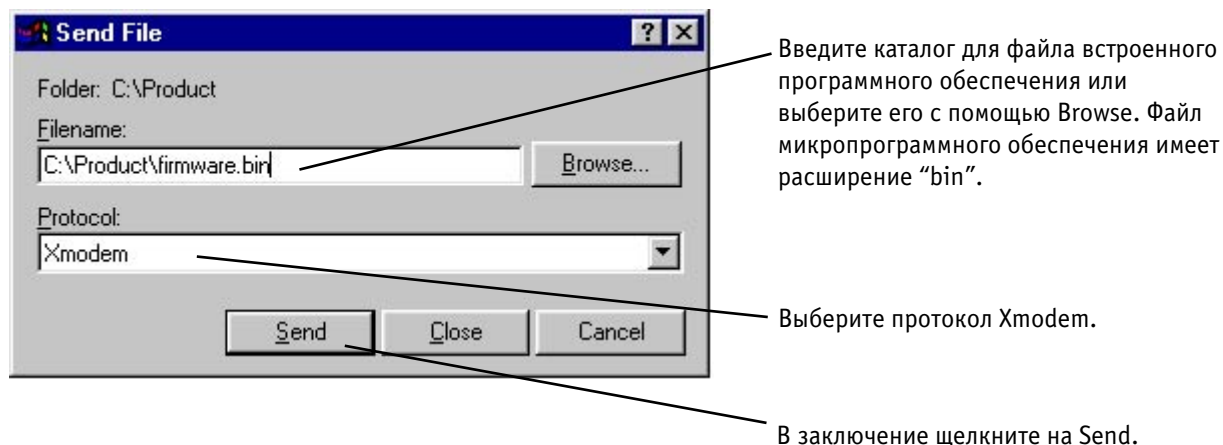 Send File
Folder: C:\Product
Filename:
C:\Product\firmware.bin
Browse...
Protocol:
Xmodem
Send
Close
Cancel
Введите каталог для файла встроенного
программного обеспечения или
выберите его с помощью Browse. Файл
микропрограммного обеспечения имеет
расширение “bin”.
Выберите протокол Xmodem.
В заключение щелкните на Send.